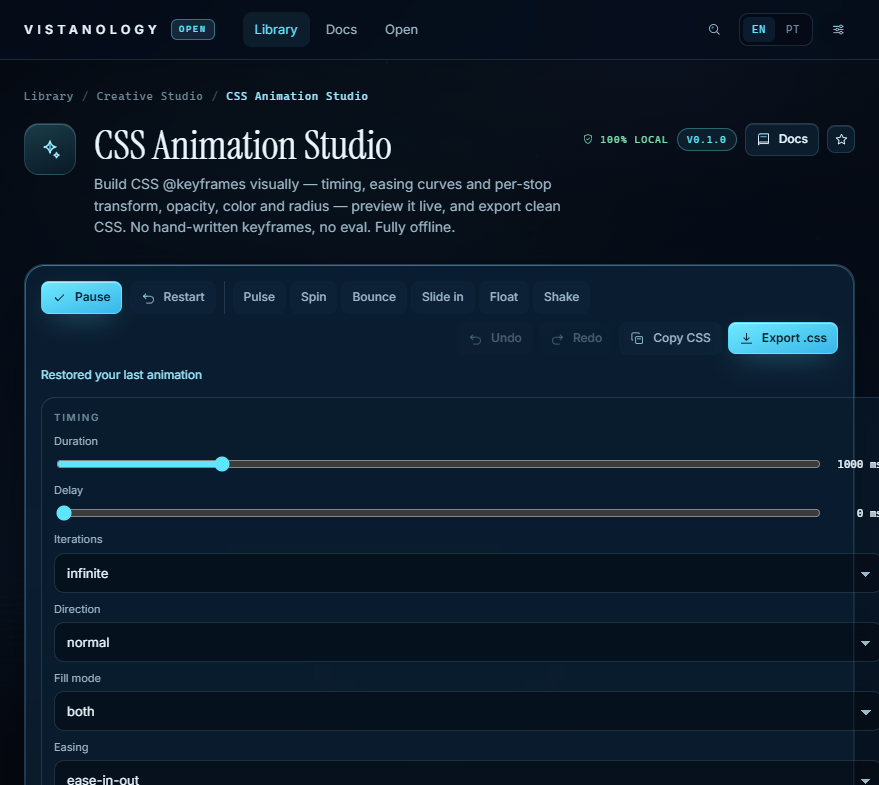 VISTANOLOGY OPEN Library Docs Open EN PT
Library / Creative Studio / CSS Animation Studio
CSS Animation Studio
100% LOCAL V0.1.0 Docs
Build CSS @keyframes visually — timing, easing curves and per-stop
transform, opacity, color and radius — preview it live, and export clean
CSS. No hand-written keyframes, no eval. Fully offline.
Pause Restart Pulse Spin Bounce Slide in Float Shake
Undo Redo Copy CSS Export .css
Restored your last animation
TIMING
Duration
1000 ms
Delay
0 ms
Iterations
infinite
Direction
normal
Fill mode
both
Easing
ease-in-out